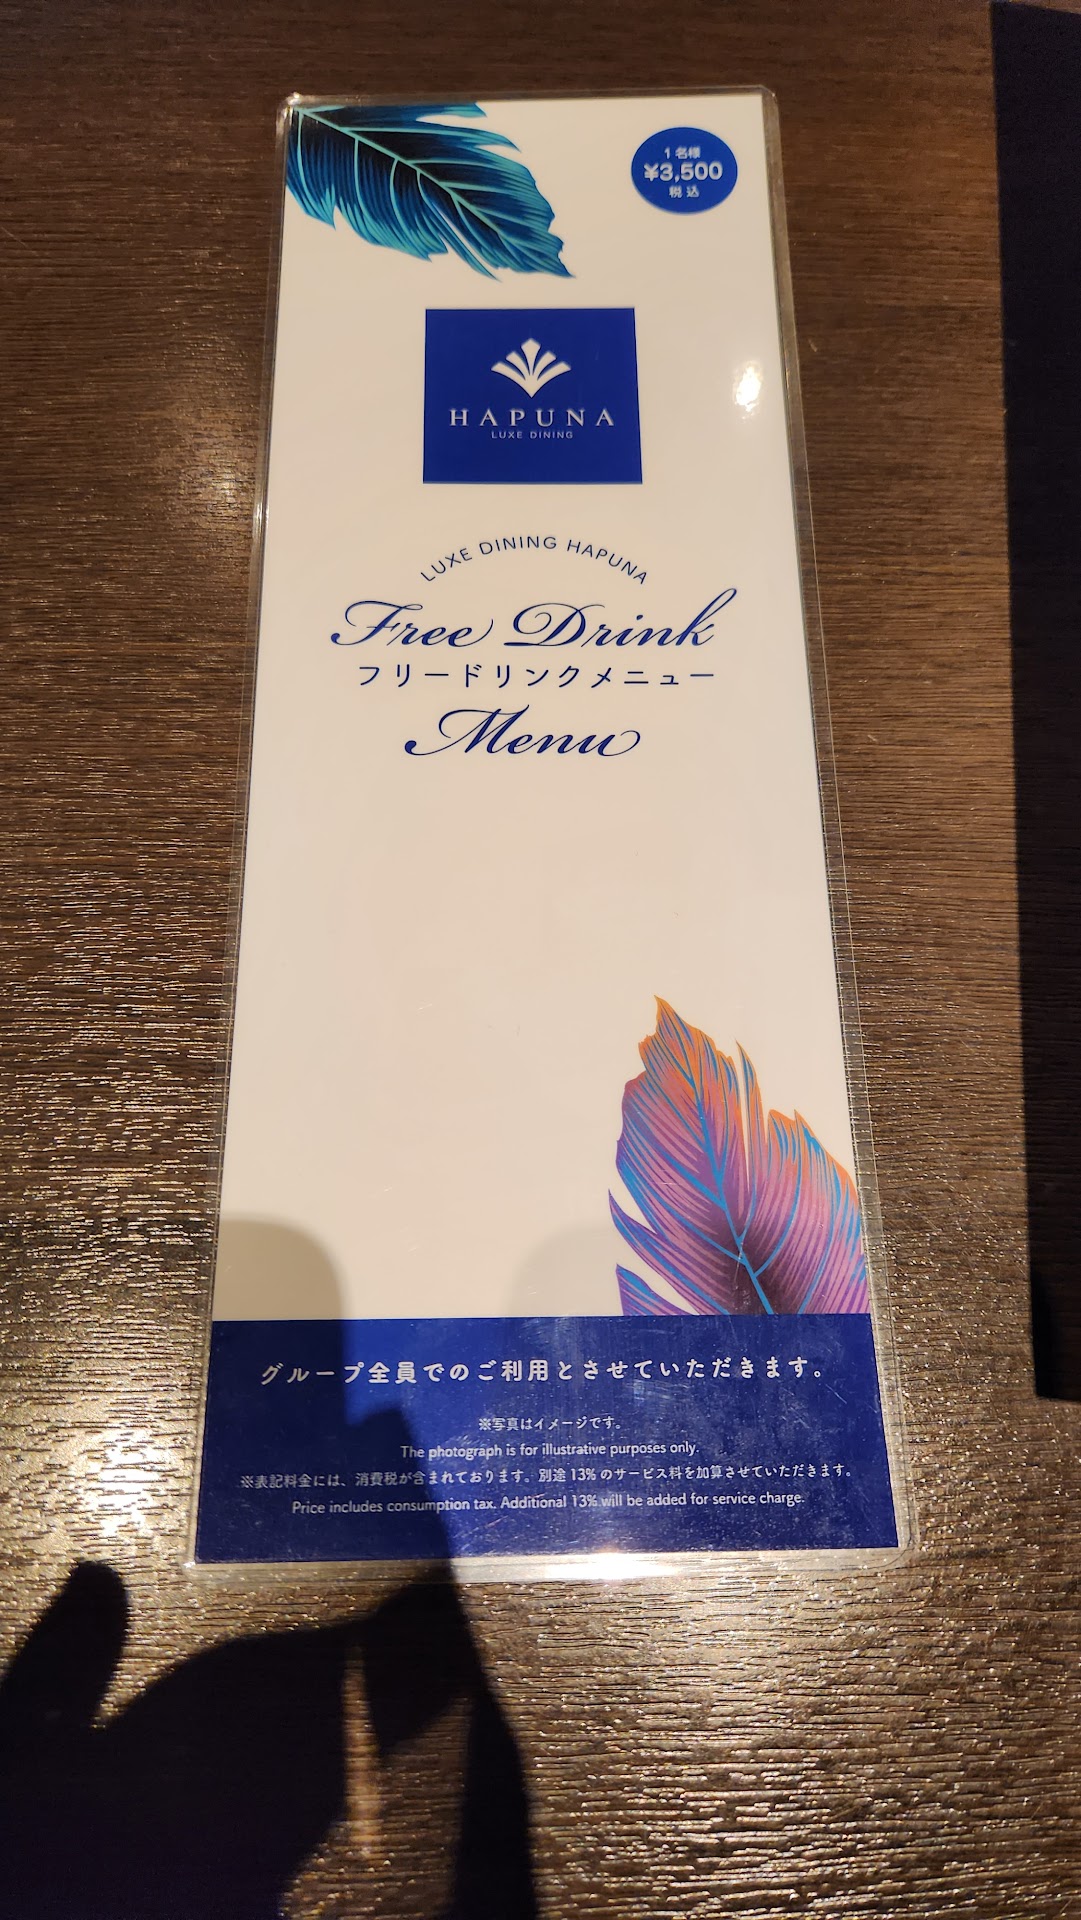 1名様
¥3,500
税込
HAPUNA
LUXE DINING
LUXE DINING HAPUNA
Free Drink
フリードリンクメニュー
Menu
グループ全員でのご利用とさせていただきます。
※写真はイメージです。
The photograph is for illustrative purposes only.
※表記料金には、消費税が含まれております。別途13%のサービス料を加算させていただきます。
Price includes consumption tax. Additional 13% will be added for service charge.